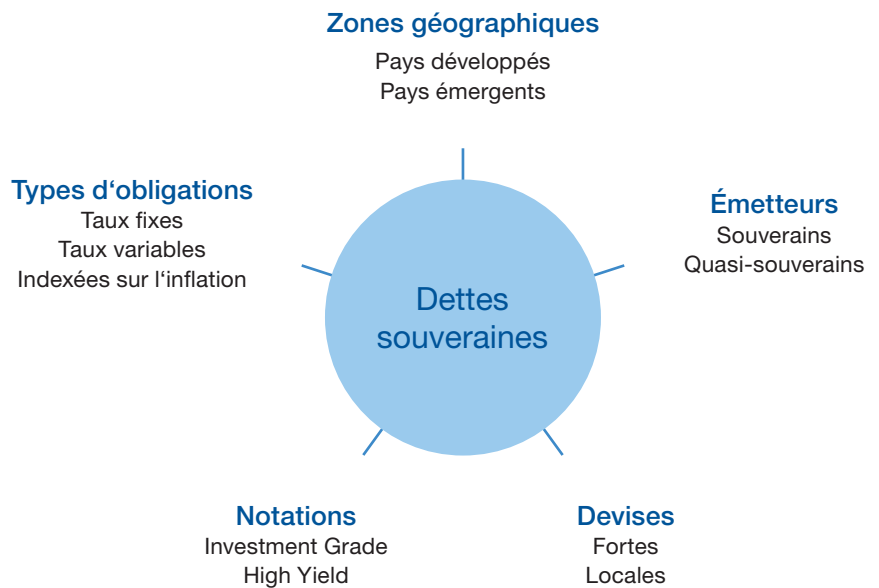 Zones géographiques
Pays développés
Pays émergents
Types d‘obligations
Taux fixes
Taux variables
Indexées sur l‘inflation
Émetteurs
Souverains
Quasi-souverains
Dettes
souveraines
Notations
Investment Grade
High Yield
Devises
Fortes
Locales